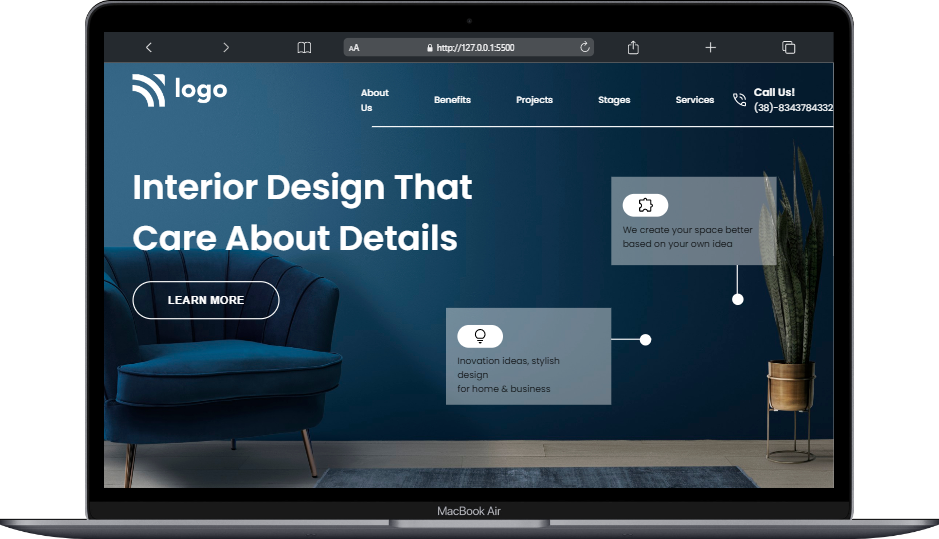 AA
http://127.0.0.1:5500
logo
About
Us
Benefits
Projects
Stages
Services
Call Us!
(38)-8343784332
Interior Design That
Care About Details
LEARN MORE
We create your space better
based on your own idea
Inovation ideas, stylish
design
for home & business
MacBook Air